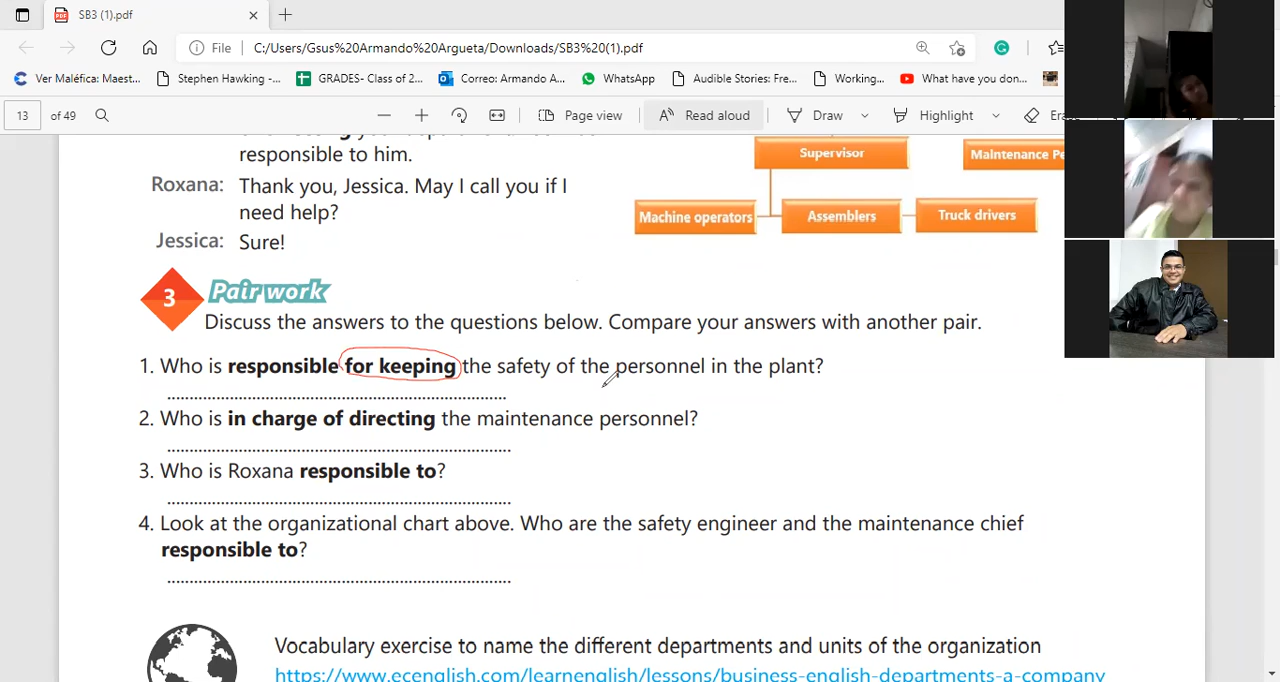 SB3 (1).pdf
File C:/Users/Gsus%20Armando%20Argueta/Downloads/SB3%20(1).pdf
Ver Maléfica: Maest... Stephen Hawking -... GRADES- Class of 2... Correo: Armando A... WhatsApp Audible Stories: Fre... Working... What have you don...
13 of 49 Page view Read aloud Draw Highlight
responsible to him.
Roxana: Thank you, Jessica. May I call you if I
need help?
Jessica: Sure!
Supervisor
Maintenance Pe
Machine operators Assemblers Truck drivers
3 Pair work
Discuss the answers to the questions below. Compare your answers with another pair.
1. Who is responsible for keeping the safety of the personnel in the plant?
2. Who is in charge of directing the maintenance personnel?
3. Who is Roxana responsible to?
4. Look at the organizational chart above. Who are the safety engineer and the maintenance chief
responsible to?
Vocabulary exercise to name the different departments and units of the organization
https://www.ecenglish.com/learnenglish/lessons/business-english-departments-a-company